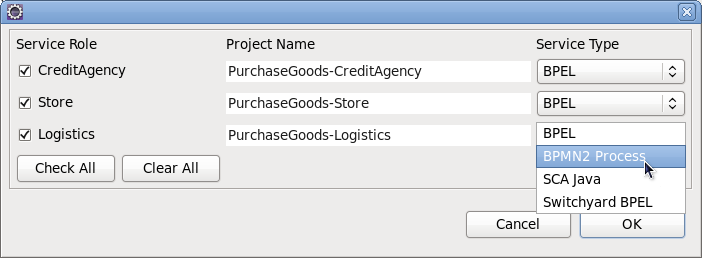 Service Role Project Name Service Type
CreditAgency PurchaseGoods-CreditAgency BPEL
Store PurchaseGoods-Store BPEL
Logistics PurchaseGoods-Logistics
BPEL
BPMN2 Process
SCA Java
Switchyard BPEL
Check All Clear All
Cancel OK